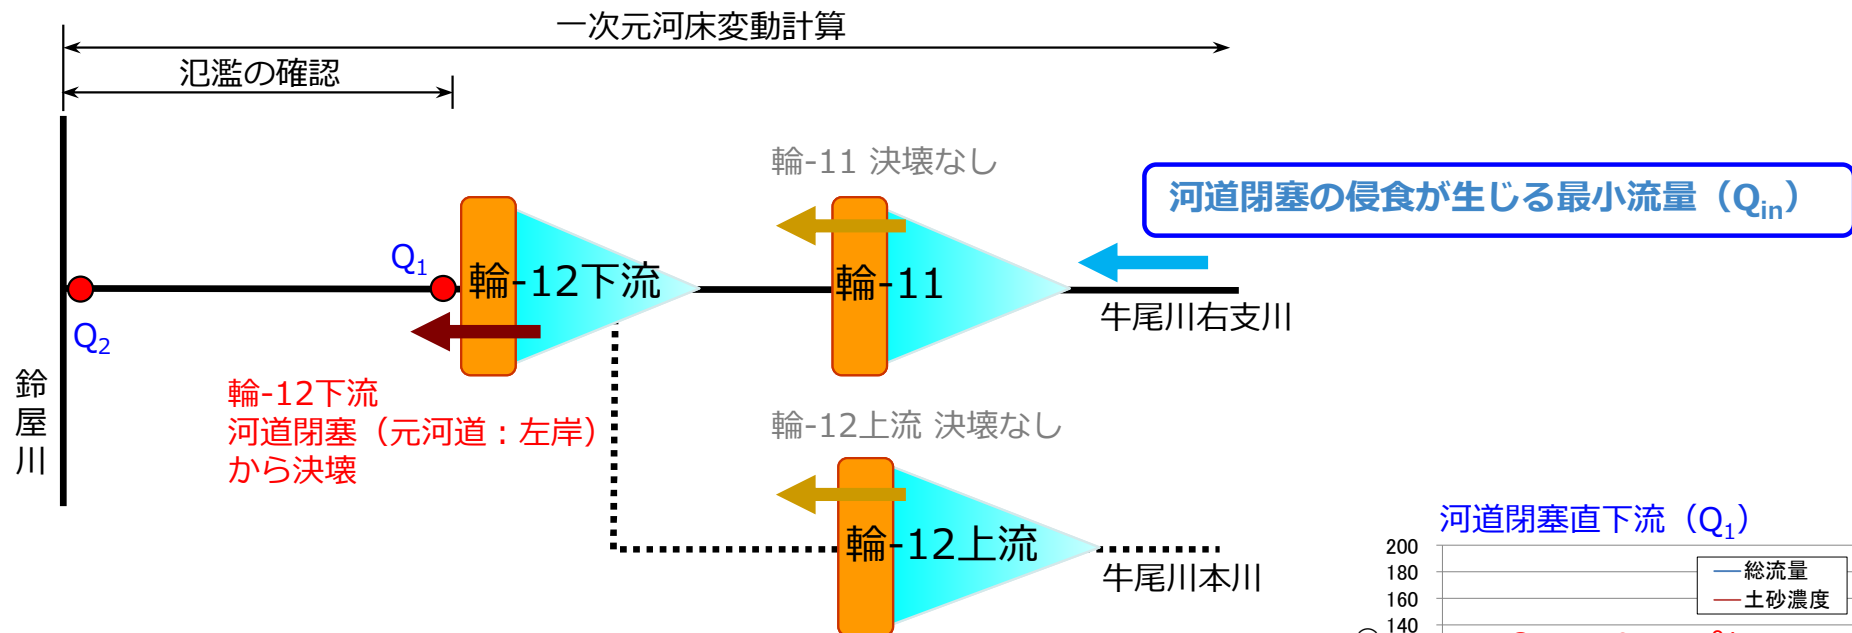 一次元河床変動計算
氾濫の確認
輪-11 決壊なし
河道閉塞の侵食が生じる最小流量（Qin）
Q1
輪-12下流
輪-11
牛尾川右支川
Q2
鈴屋川
輪-12下流
河道閉塞（元河道：左岸）
から決壊
輪-12上流 決壊なし
輪-12上流
牛尾川本川
河道閉塞直下流（Q1）
200
180
160
140
総流量
土砂濃度